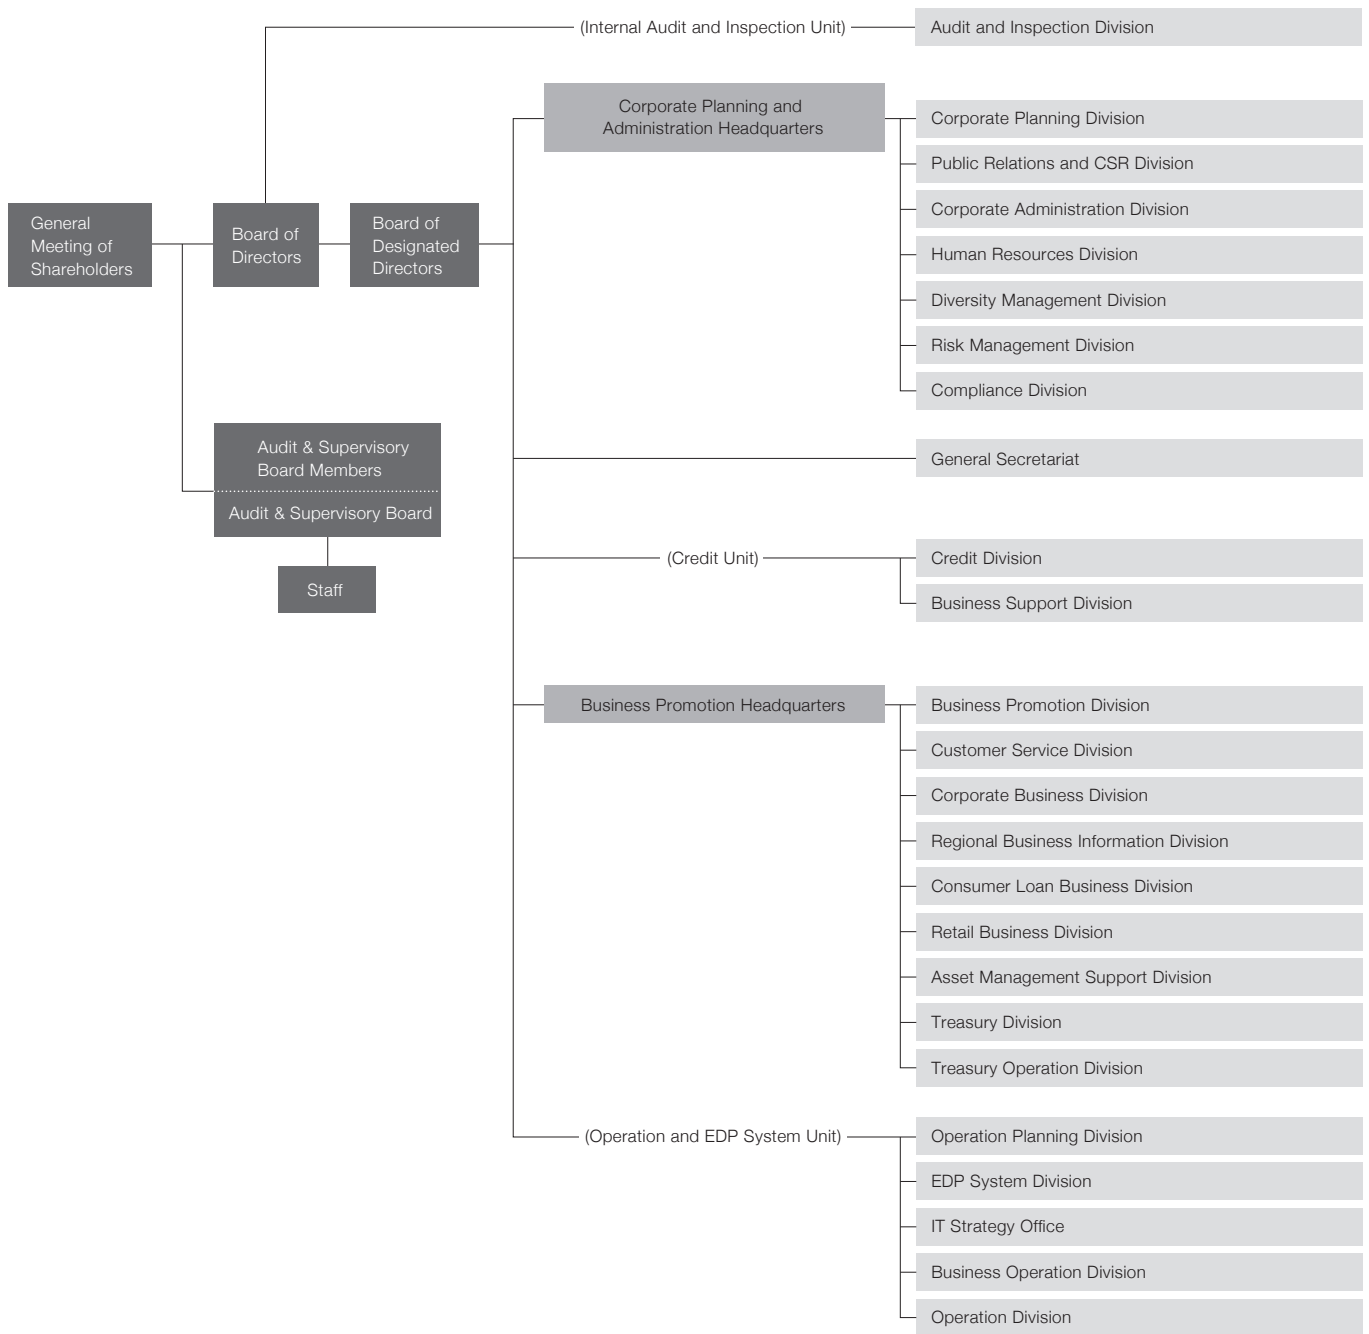 (Internal Audit and Inspection Unit)
Audit and Inspection Division
General
Meeting of
Shareholders
Board of
Directors
Board of
Designated
Directors
Audit & Supervisory
Board Members
Audit & Supervisory Board
Staff
Corporate Planning and
Administration Headquarters
Corporate Planning Division
Public Relations and CSR Division
Corporate Administration Division
Human Resources Division
Diversity Management Division
Risk Management Division
Compliance Division
General Secretariat
(Credit Unit)
Credit Division
Business Support Division
Business Promotion Headquarters
Business Promotion Division
Customer Service Division
Corporate Business Division
Regional Business Information Division
Consumer Loan Business Division
Retail Business Division
Asset Management Support Division
Treasury Division
Treasury Operation Division
(Operation and EDP System Unit)
Operation Planning Division
EDP System Division
IT Strategy Office
Business Operation Division
Operation Division